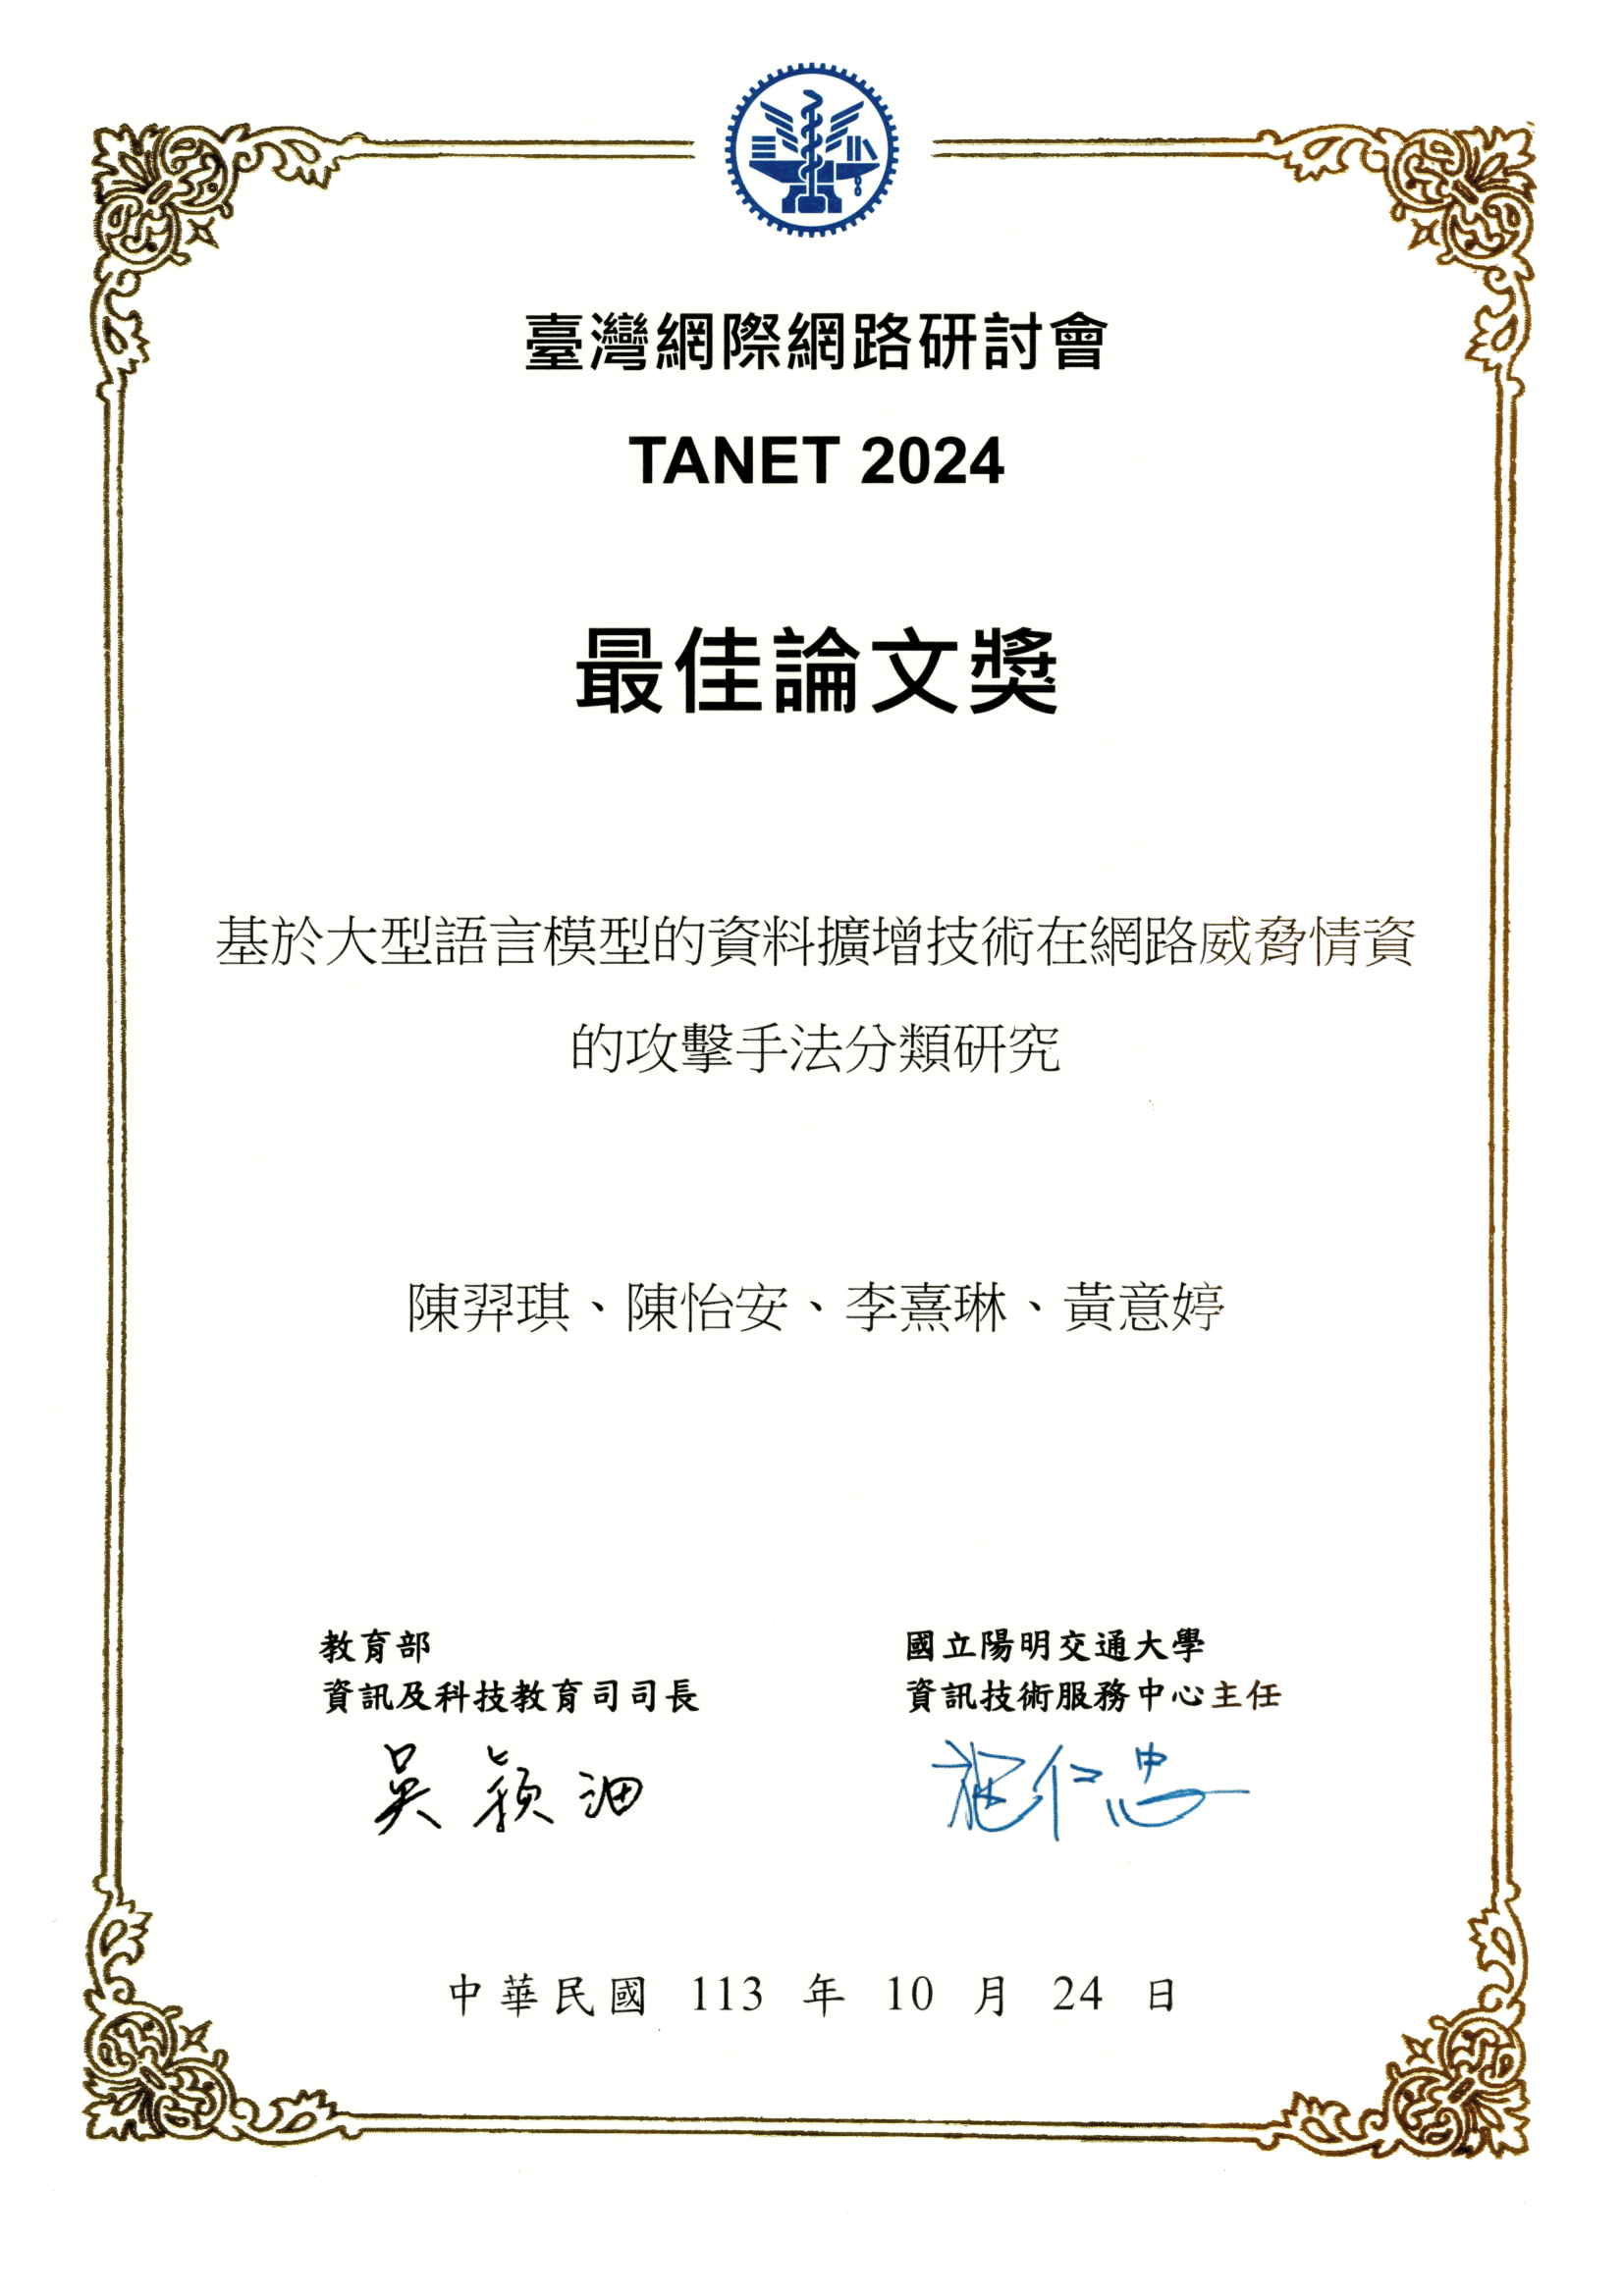 臺灣網際網路研討會
TANET 2024
最佳論文獎
基於大型語言模型的資料擴增技術在網路威脅情資
的攻擊手法分類研究
陳羿琪、陳怡安、李熹琳、黃意婷
教育部
資訊及科技教育司司長
國立陽明交通大學
資訊技術服務中心主任
吳穎沺
施仁忠
中華民國 113 年 10 月 24 日